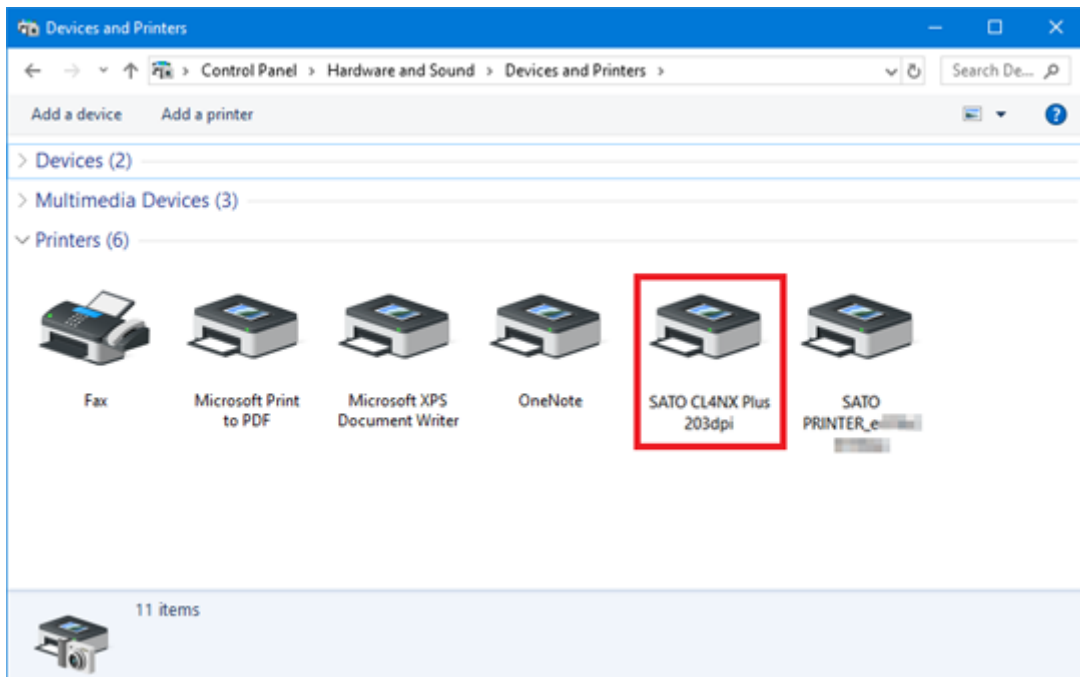 Devices and Printers
Control Panel > Hardware and Sound > Devices and Printers >
Search De...
Add a device Add a printer
?
Devices (2)
Multimedia Devices (3)
Printers (6)
Fax
Microsoft Print
to PDF
Microsoft XPS
Document Writer
OneNote
SATO CL4NX Plus
203dpi
SATO
PRINTER_e
11 items